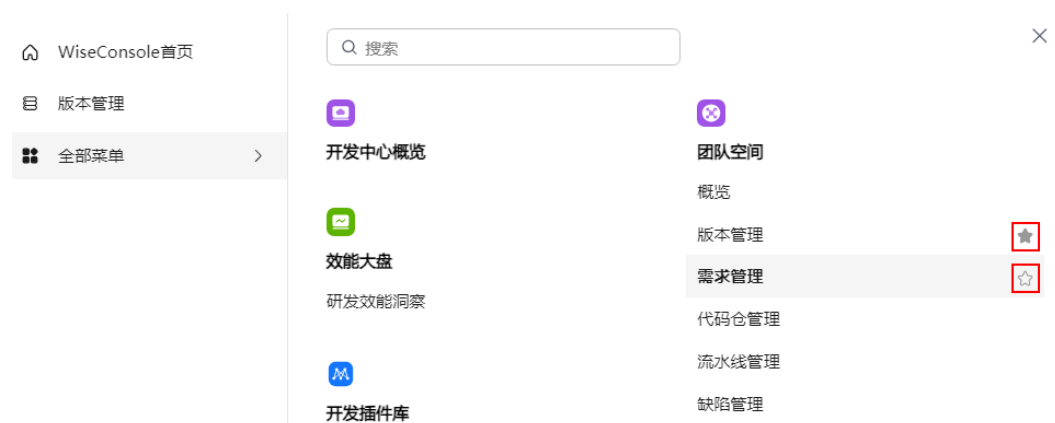 WiseConsole首页
版本管理
全部菜单
搜索
开发中心概览
效能大盘
研发效能洞察
开发插件库
团队空间
概览
版本管理
需求管理
代码仓管理
流水线管理
缺陷管理